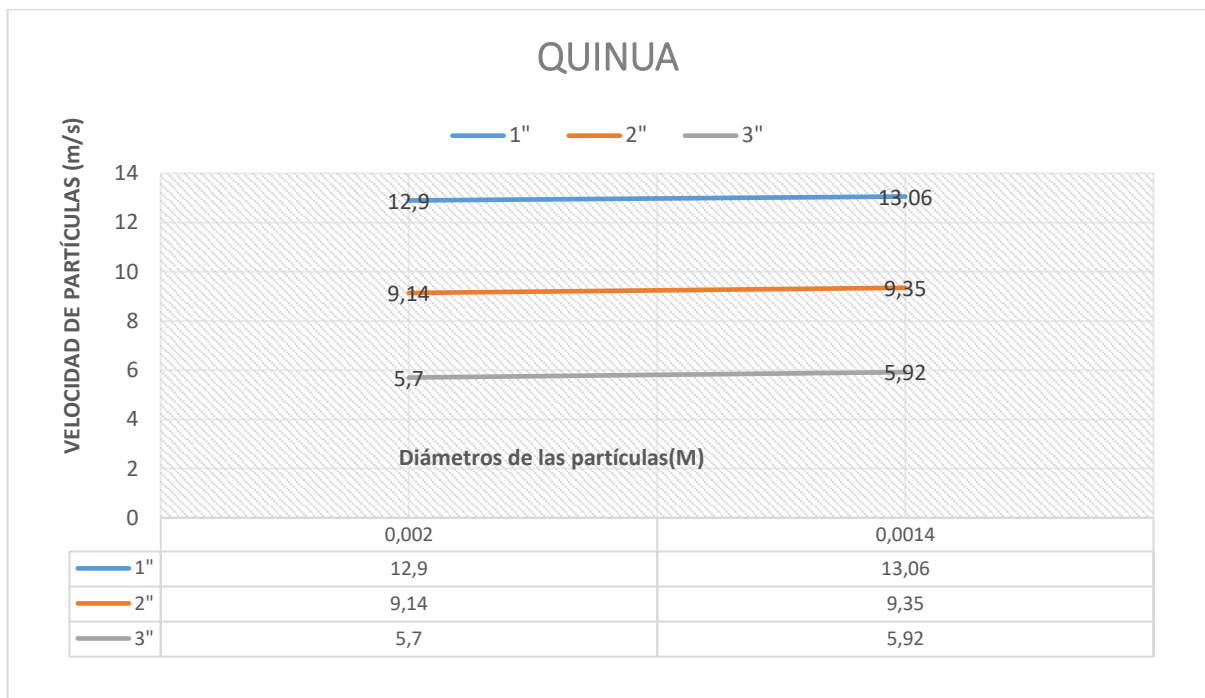 QUINUA
1" 2" 3"
VELOCIDAD DE PARTÍCULAS (m/s)
14
12
10
8
6
4
2
0
12,9 13,06
9,14 9,35
5,7 5,92
Diámetros de las partículas(M)
0,002 0,0014
1" 12,9 13,06
2" 9,14 9,35
3" 5,7 5,92